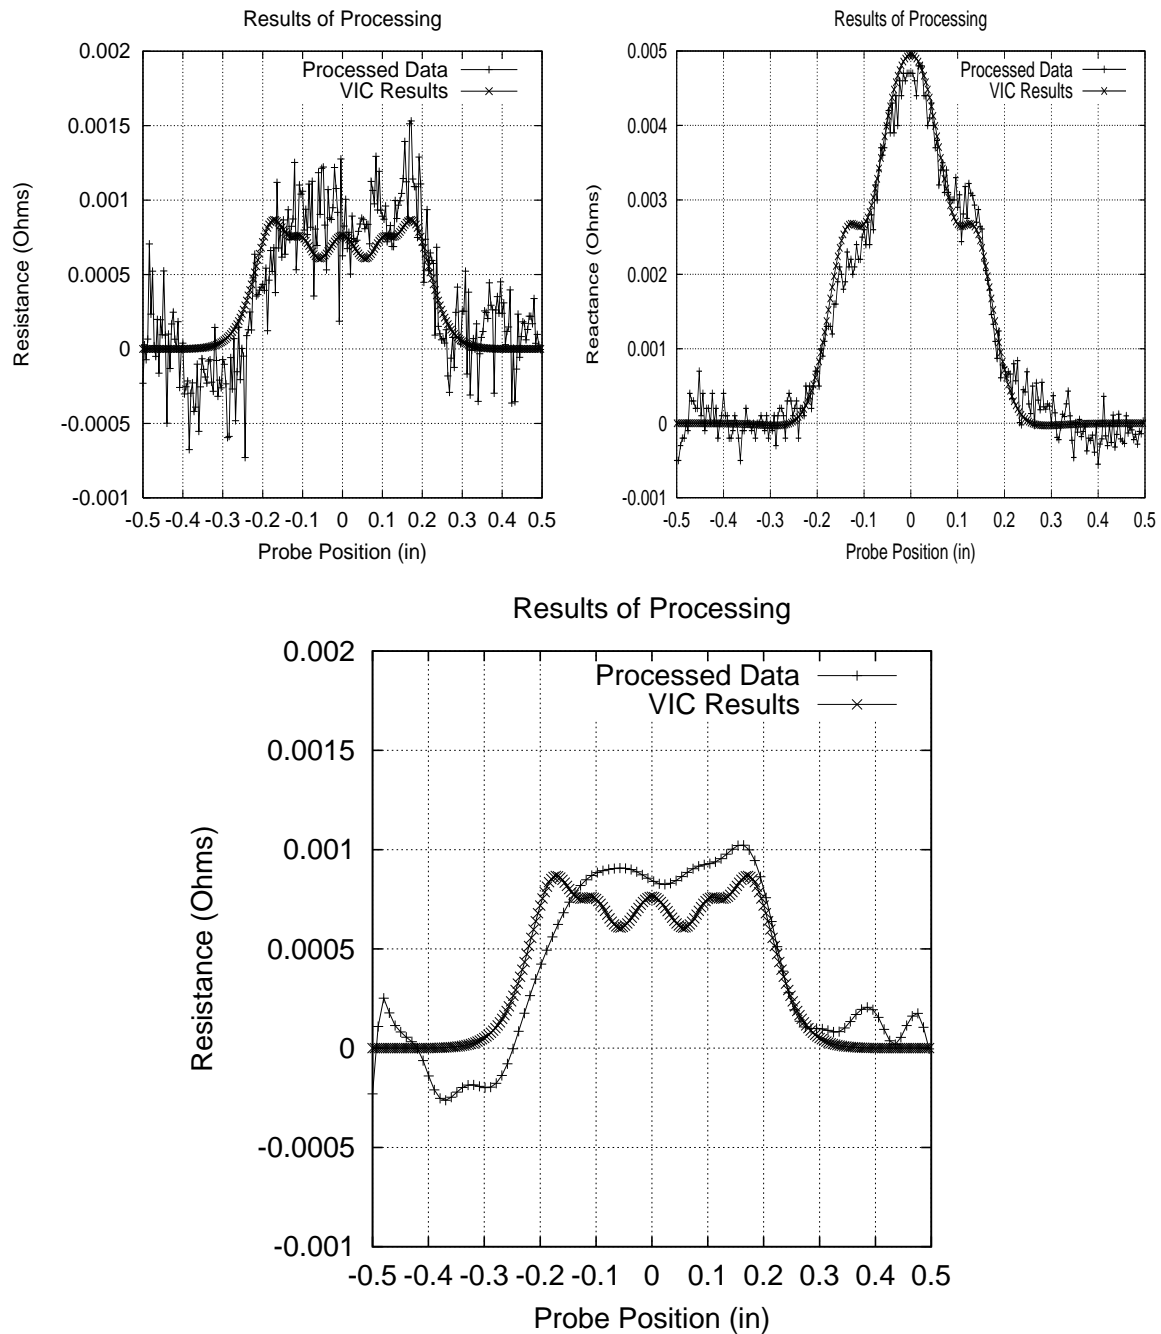 Results of Processing
0.002
0.0015
0.001
0.0005
0
-0.0005
-0.001
Resistance (Ohms)
Processed Data
VIC Results
-0.5 -0.4 -0.3 -0.2 -0.1 0 0.1 0.2 0.3 0.4 0.5
Probe Position (in)
Results of Processing
0.005
0.004
0.003
0.002
0.001
0
0.001
Reactance (Ohms)
Processed Data
VIC Results
-0.5 -0.4 -0.3 -0.2 -0.1 0 0.1 0.2 0.3 0.4 0.5
Probe Position (in)
Results of Processing
0.002
0.0015
0.001
0.0005
0
-0.0005
-0.001
Resistance (Ohms)
Processed Data
VIC Results
-0.5 -0.4 -0.3 -0.2 -0.1 0 0.1 0.2 0.3 0.4 0.5
Probe Position (in)